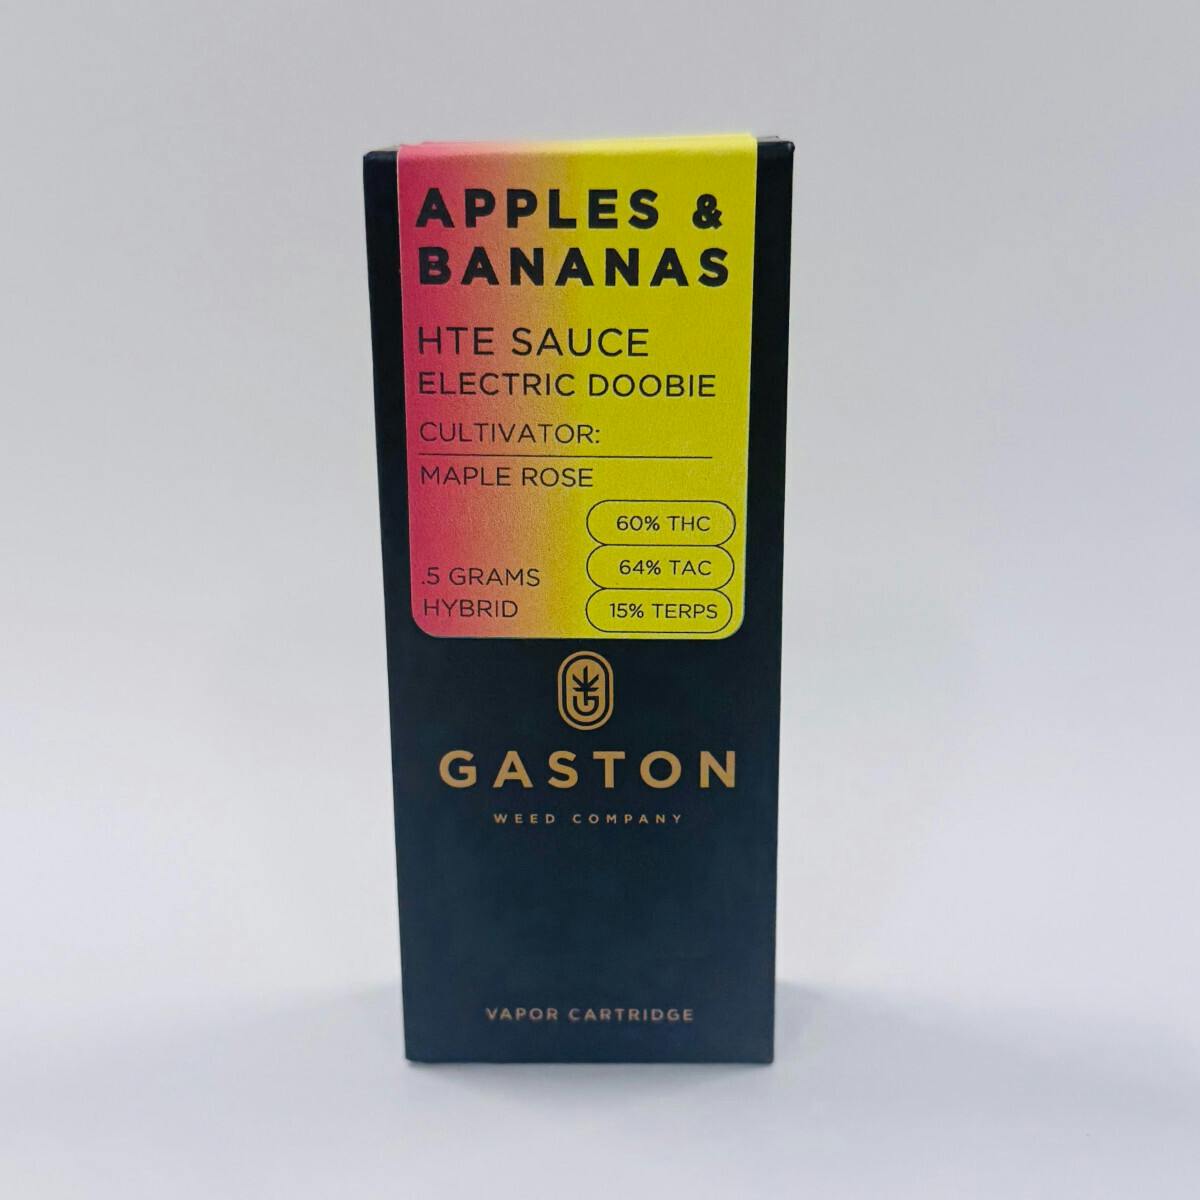 APPLES &
BANANAS
HTE SAUCE
ELECTRIC DOOBIE
CULTIVATOR:
MAPLE ROSE
60% THC
64% TAC
.5 GRAMS
HYBRID
15% TERPS
GASTON
WEED COMPANY
VAPOR CARTRIDGE